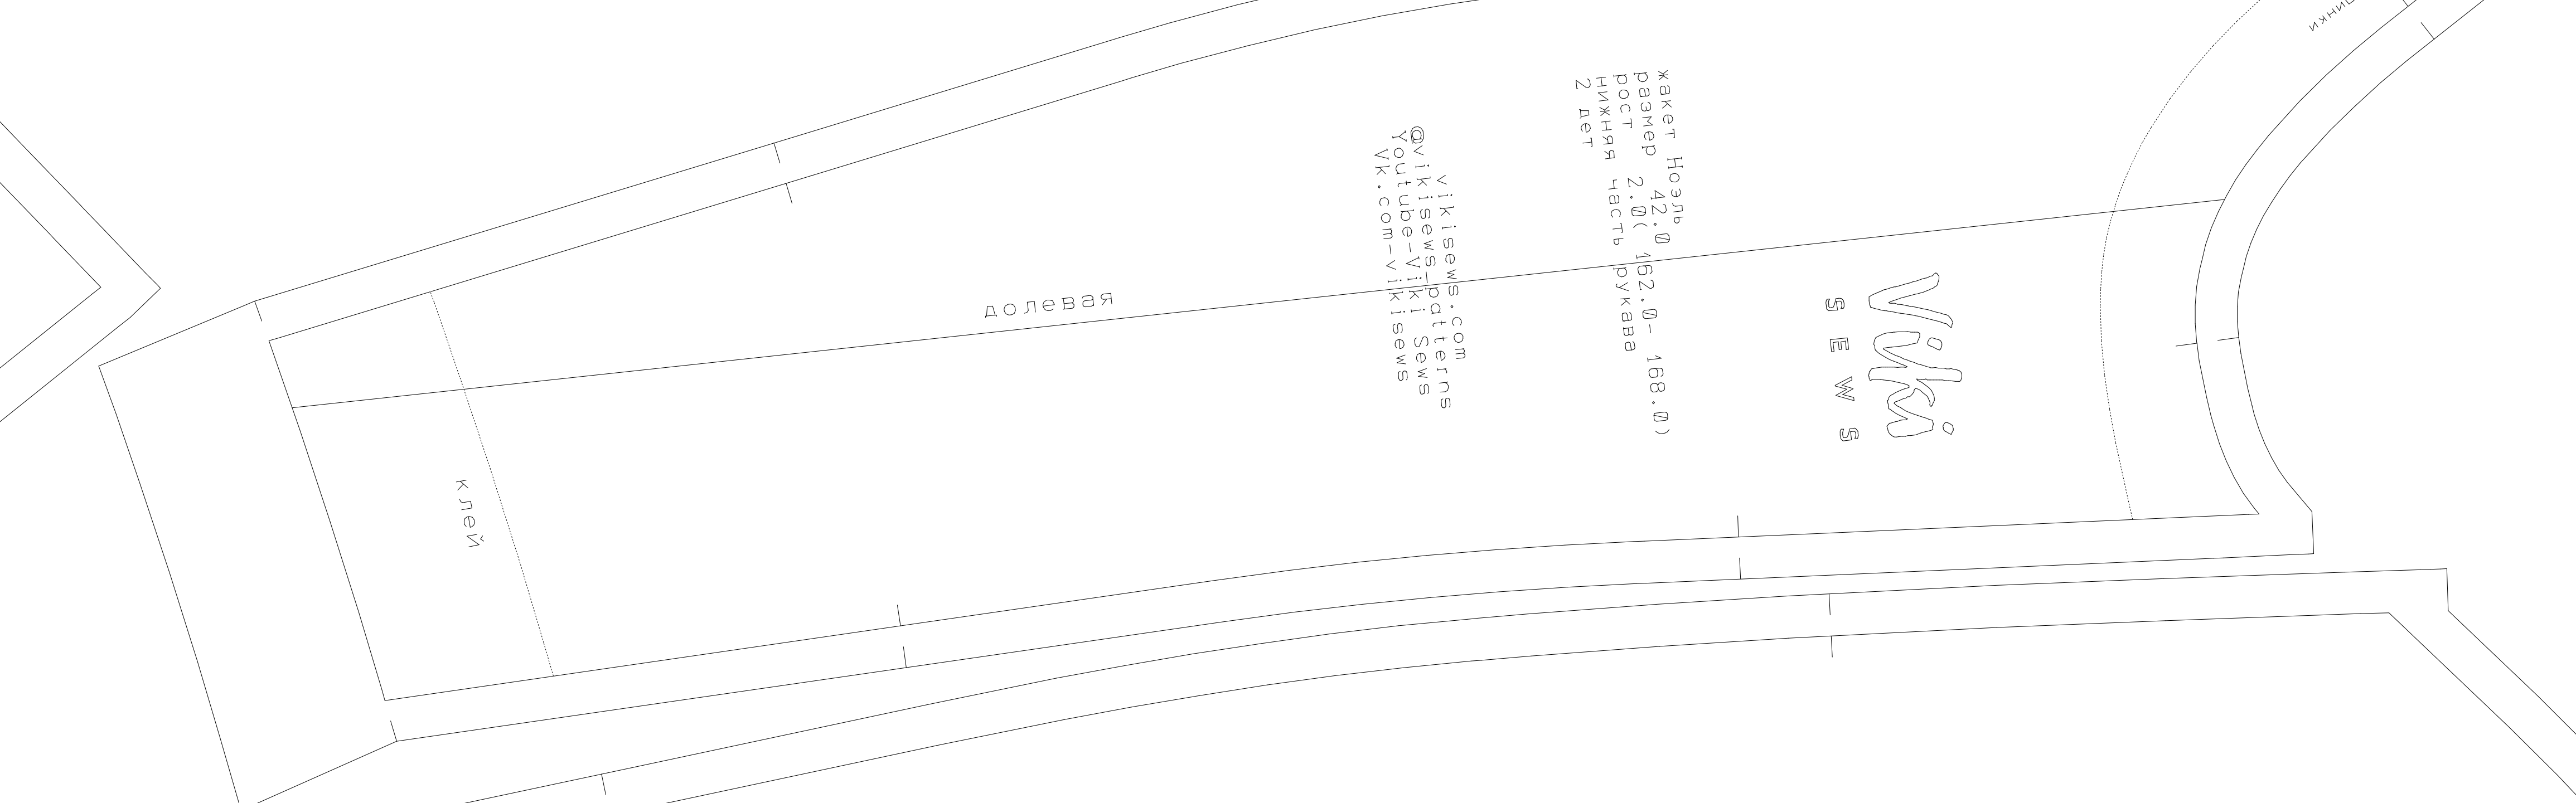 жакет Ноэль
размер 42.0
рост 2.0( 162.0- 168.0)
нижняя часть рукава
2 дет
vikisews.com
@vikisews_patterns
Youtube-Viki Sews
Vk.com-vikisews
Viki
SEWS
долевая
клей